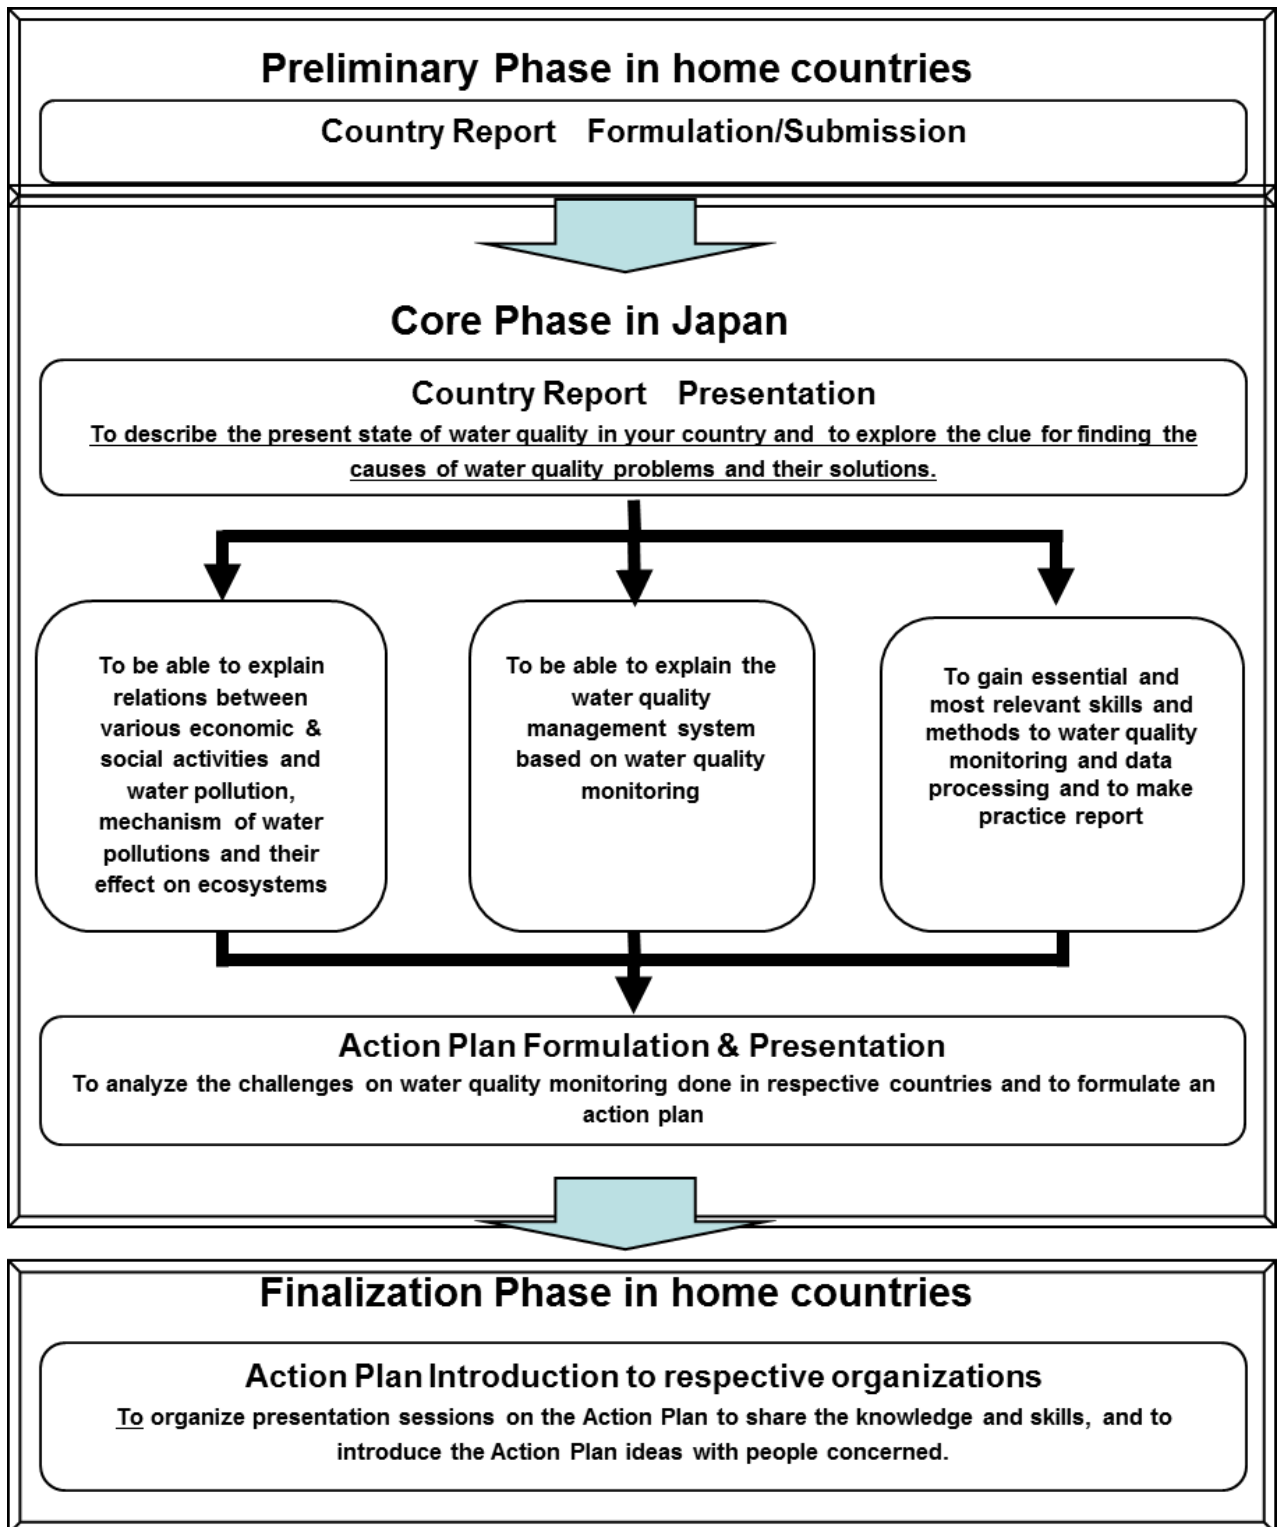 Preliminary Phase in home countries
Country Report Formulation/Submission
Core Phase in Japan
Country Report Presentation
To describe the present state of water quality in your country and to explore the clue for finding the
causes of water quality problems and their solutions.
To be able to explain
relations between
various economic &
social activities and
water pollution,
mechanism of water
pollutions and their
effect on ecosystems
To be able to explain the
water quality
management system
based on water quality
monitoring
To gain essential and
most relevant skills and
methods to water quality
monitoring and data
processing and to make
practice report
Action Plan Formulation & Presentation
To analyze the challenges on water quality monitoring done in respective countries and to formulate an
action plan
Finalization Phase in home countries
Action Plan Introduction to respective organizations
To organize presentation sessions on the Action Plan to share the knowledge and skills, and to
introduce the Action Plan ideas with people concerned.